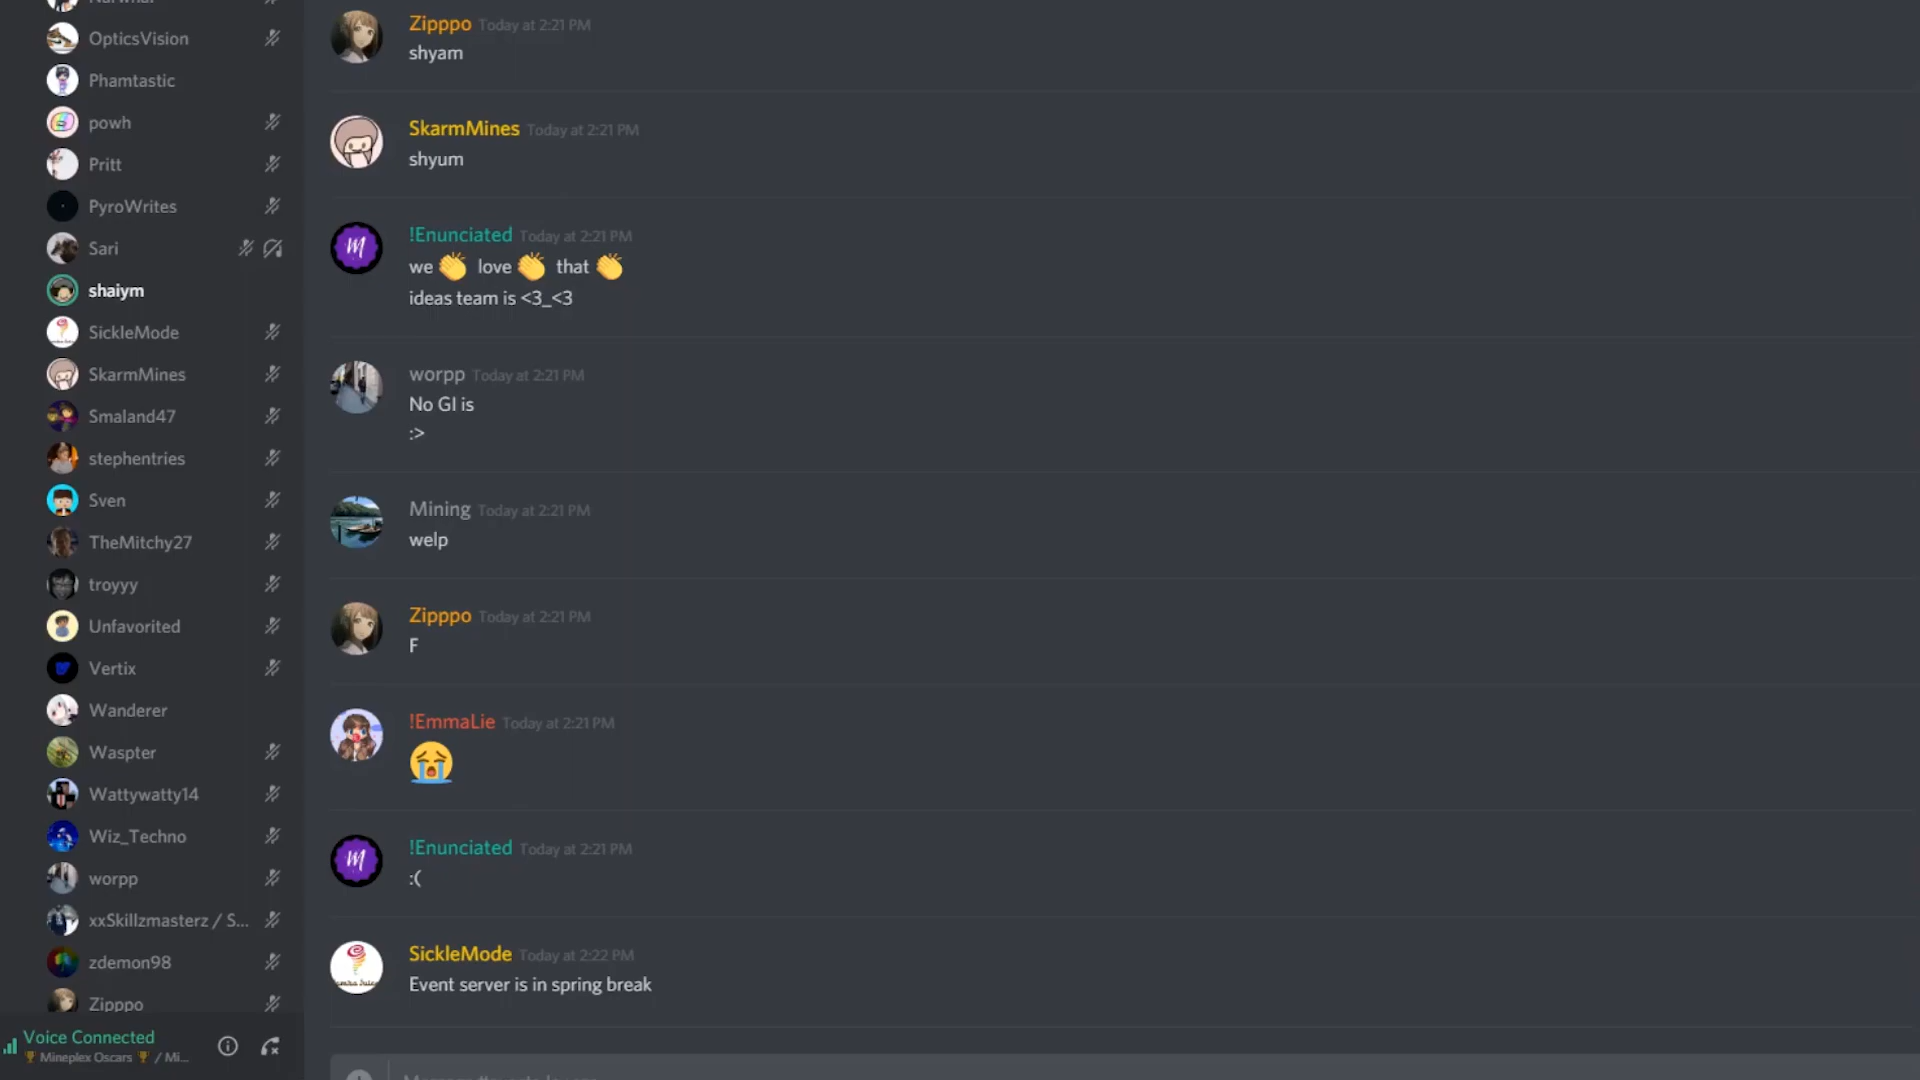 OpticsVision
Phamtastic
powh
Pritt
PyroWrites
Sari
shaiym
SickleMode
SkarmMines
Smaland47
stephentries
Sven
TheMitchy27
troyyy
Unfavorited
Vertix
Wanderer
Waspter
Wattywatty14
Wiz_Techno
worpp
xxSkillzmasterz / S...
zdemon98
Zipppo
Voice Connected
🏆 Mineplex Oscars 🏆 / Mi...
Zipppo Today at 2:21 PM
shyam
SkarmMines Today at 2:21 PM
shyum
!Enunciated Today at 2:21 PM
we 👏 love 👏 that 👏
ideas team is <3_<3
worpp Today at 2:21 PM
No GI is
:>
Mining Today at 2:21 PM
welp
Zipppo Today at 2:21 PM
F
!EmmaLie Today at 2:21 PM
😭
!Enunciated Today at 2:21 PM
:(
SickleMode Today at 2:22 PM
Event server is in spring break